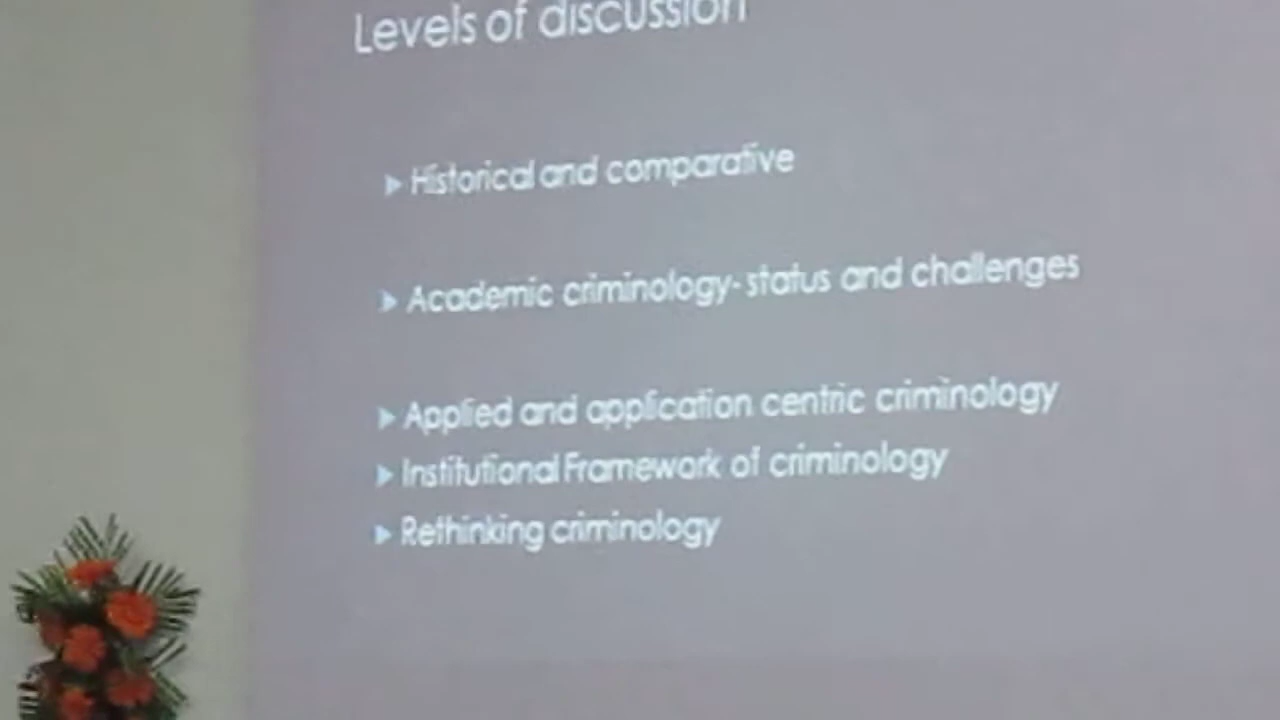 Levels of discussion
Historical and comparative
Academic criminology- status and challenges
Applied and application centric criminology
Institutional Framework of criminology
Rethinking criminology